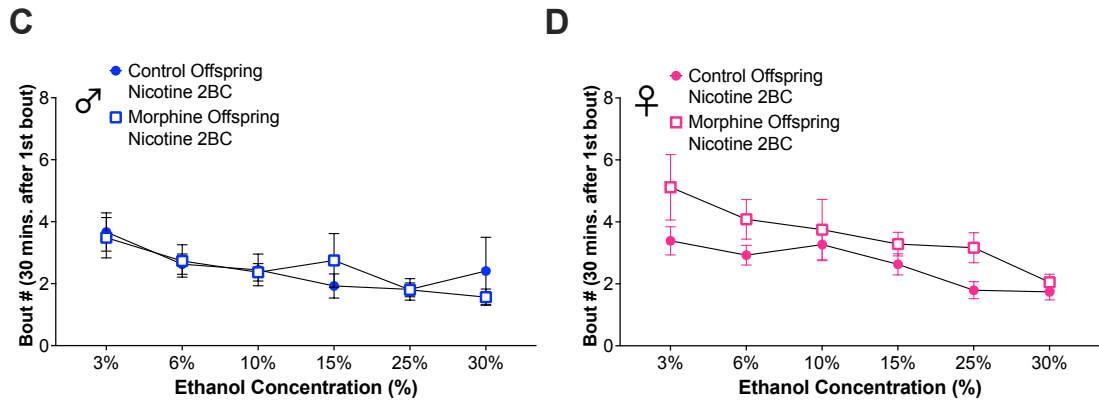 C
♂
Control Offspring
Nicotine 2BC
Morphine Offspring
Nicotine 2BC
Bout # (30 mins. after 1st bout)
8
6
4
2
0
3% 6% 10% 15% 25% 30%
Ethanol Concentration (%)
D
♀
Control Offspring
Nicotine 2BC
Morphine Offspring
Nicotine 2BC
Bout # (30 mins. after 1st bout)
8
6
4
2
0
3% 6% 10% 15% 25% 30%
Ethanol Concentration (%)